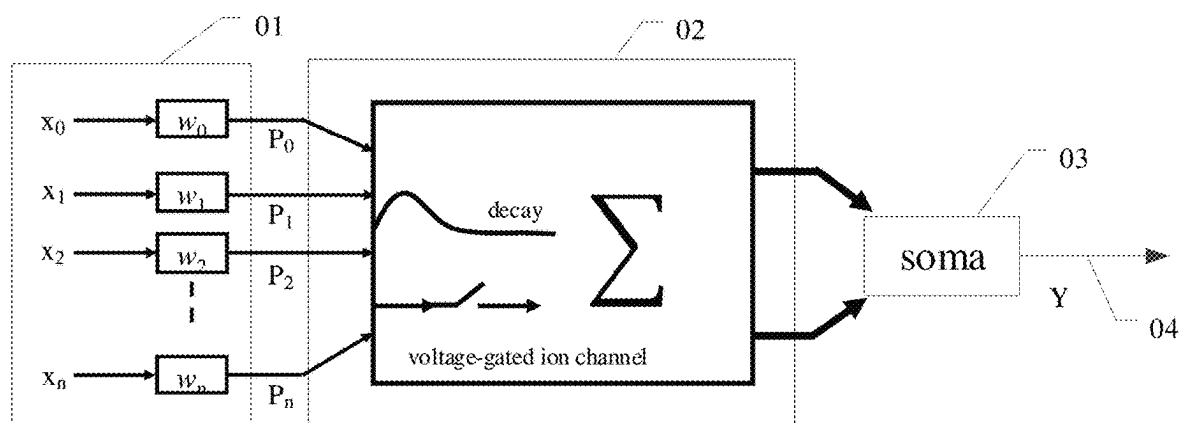 01
02
x₀ w₀ P₀
x₁ w₁ P₁
x₂ w₂ P₂
xₙ wₙ Pₙ
decay
∑
voltage-gated ion channel
03
soma
Y
04